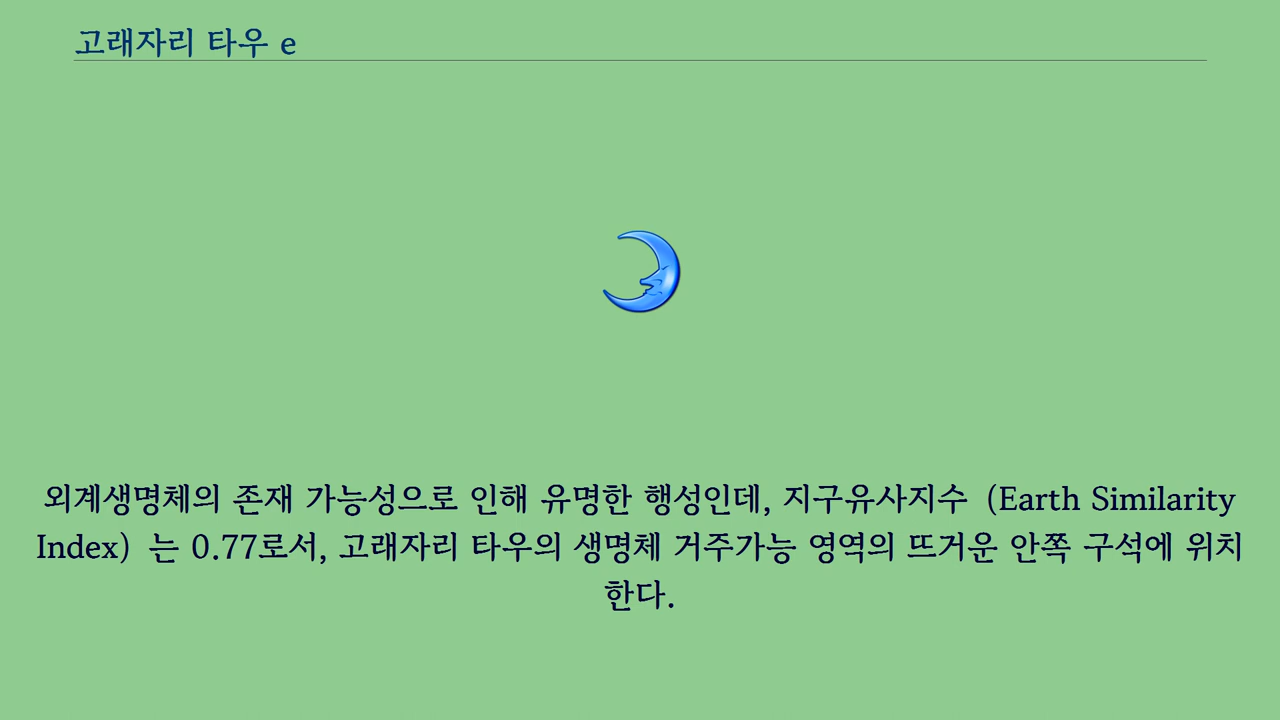 고래자리 타우 e
외계생명체의 존재 가능성으로 인해 유명한 행성인데, 지구유사지수 (Earth Similarity
Index) 는 0.77로서, 고래자리 타우의 생명체 거주가능 영역의 뜨거운 안쪽 구석에 위치
한다.